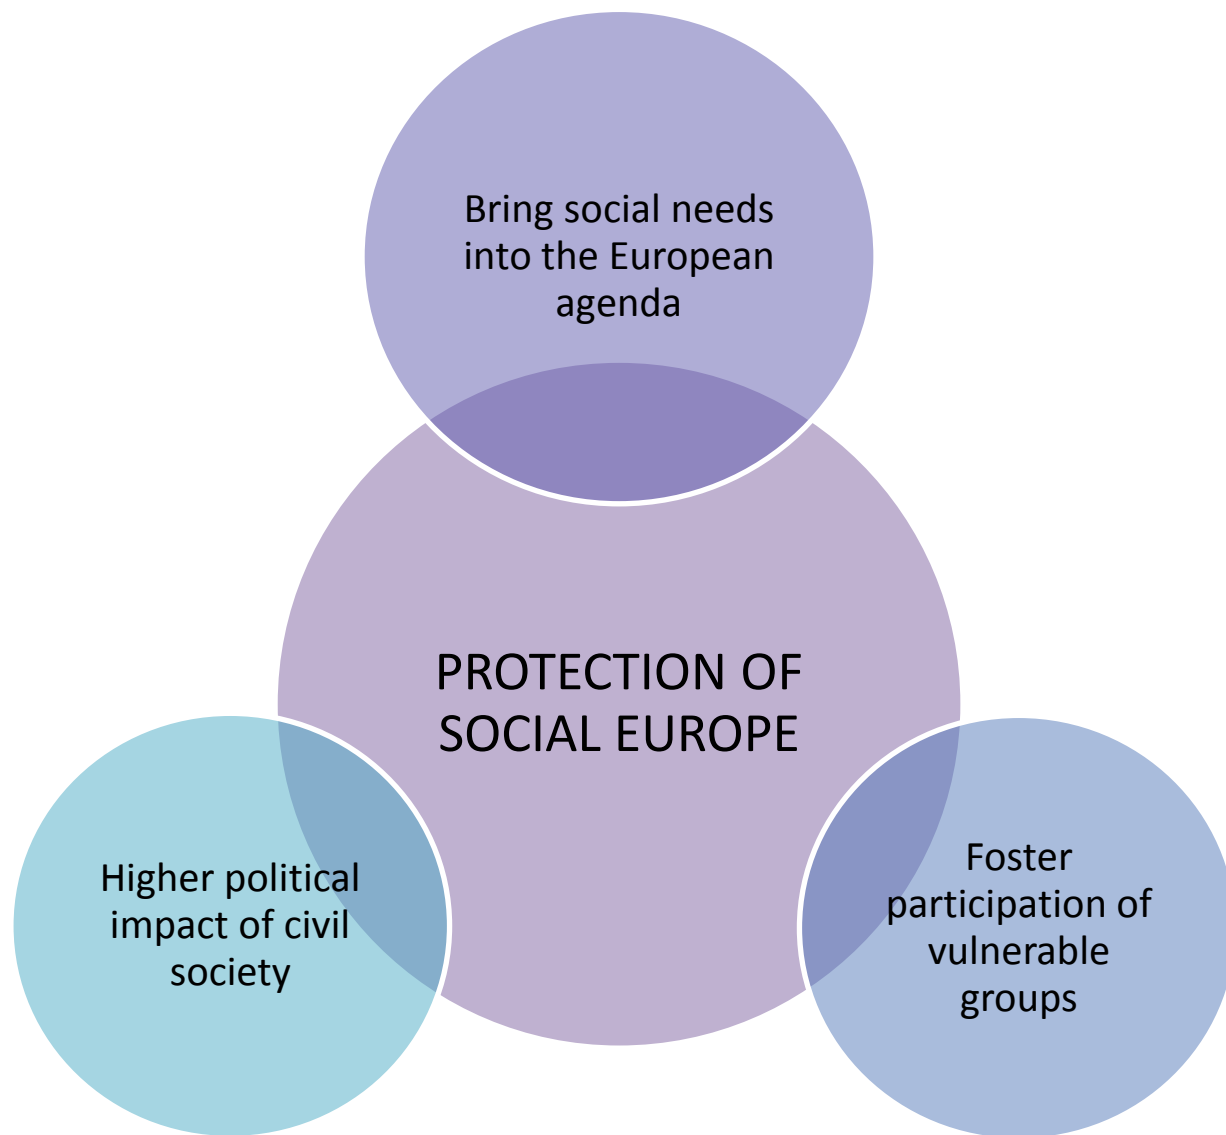 Bring social needs
into the European
agenda
PROTECTION OF
SOCIAL EUROPE
Higher political
impact of civil
society
Foster
participation of
vulnerable
groups